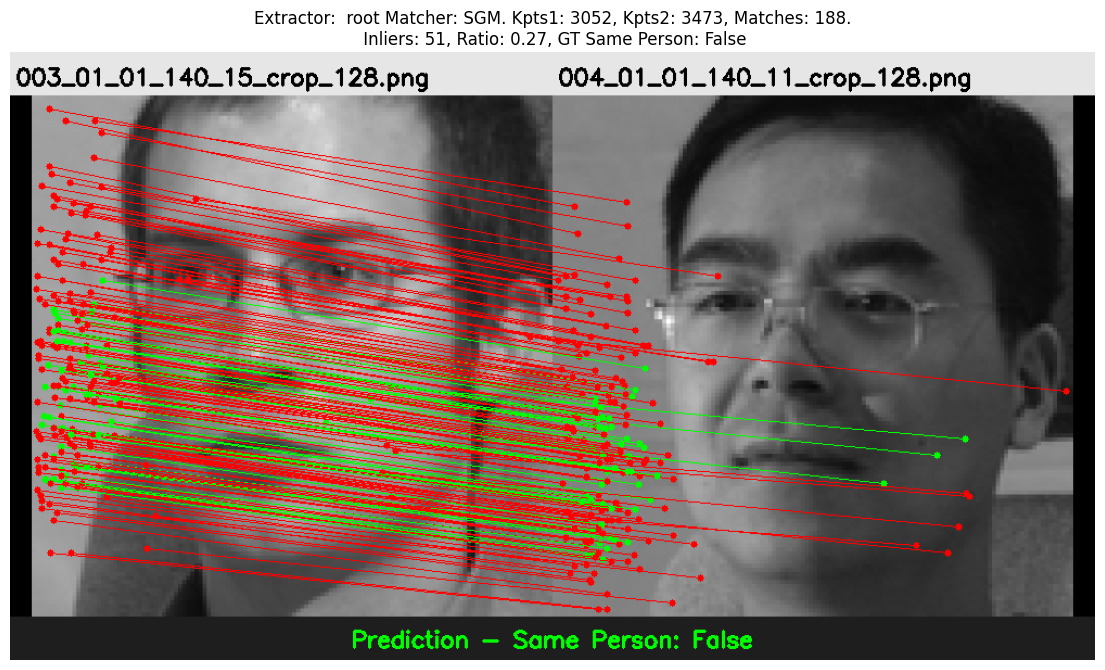 Extractor:  root Matcher: SGM. Kpts1: 3052, Kpts2: 3473, Matches: 188.
Inliers: 51, Ratio: 0.27, GT Same Person: False
003_01_01_140_15_crop_128.png
004_01_01_140_11_crop_128.png
Prediction - Same Person: False